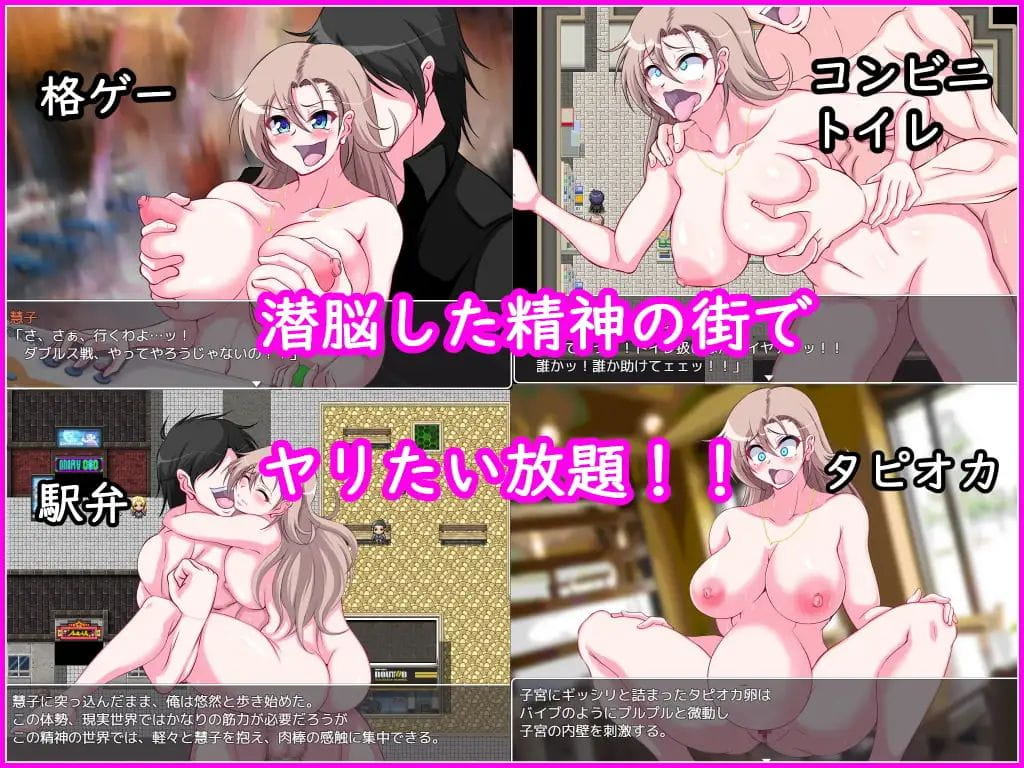 格ゲー
コンビニ
トイレ
慧子
「さ、さぁ、行くわよ…ッ！
ダブルス戦、やってやろうじゃないの！
誰かッ！誰か助けてェェッ！！」
潜脳した精神の街で
ヤリたい放題！！
駅弁
タピオカ
慧子に突っ込んだまま、俺は悠然と歩き始めた。
この体勢、現実世界ではかなりの筋力が必要だろうが
この精神の世界では、軽々と慧子を抱え、肉棒の感触に集中できる。
子宮にギッシリと詰まったタピオカ卵は
バイブのようにプルプルと微動し
子宮の内壁を刺激する。